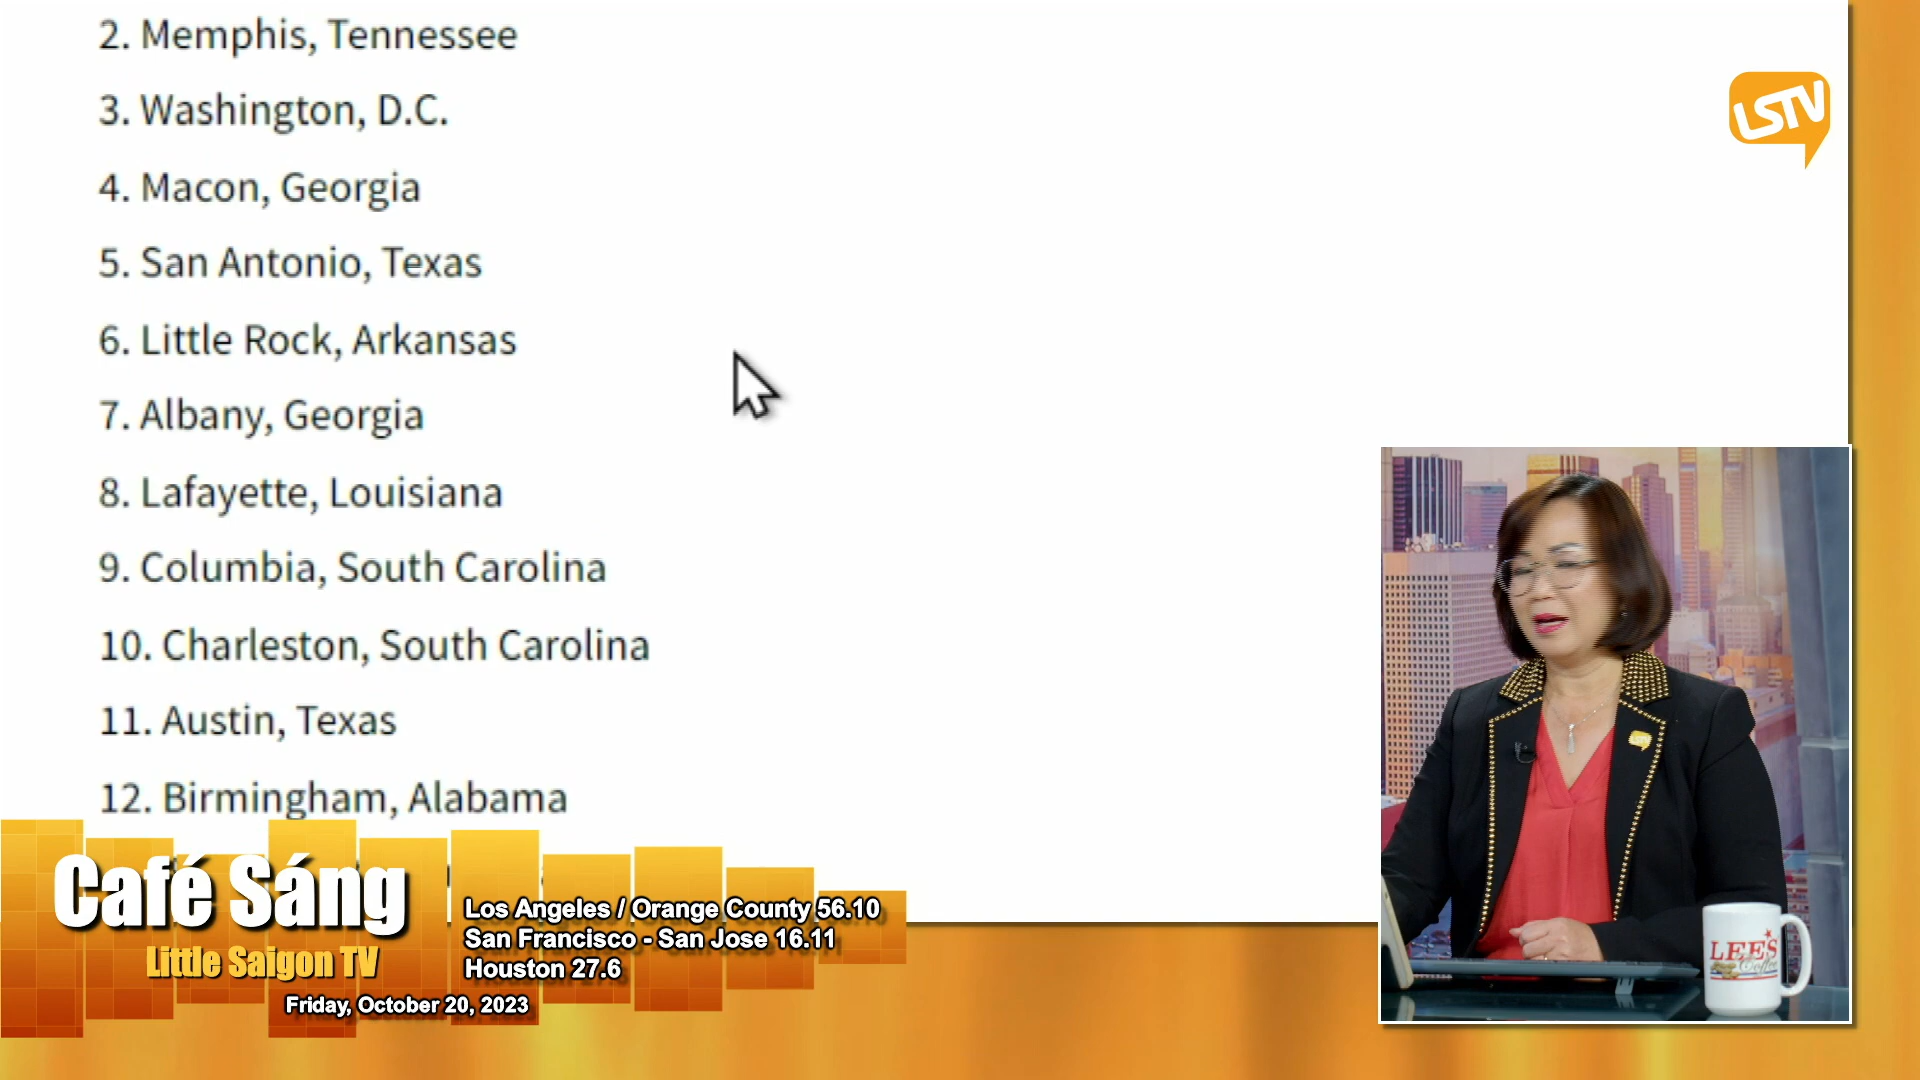 2. Memphis, Tennessee
3. Washington, D.C.
4. Macon, Georgia
5. San Antonio, Texas
6. Little Rock, Arkansas
7. Albany, Georgia
8. Lafayette, Louisiana
9. Columbia, South Carolina
10. Charleston, South Carolina
11. Austin, Texas
12. Birmingham, Alabama
LSTV
Café Sáng
Little Saigon TV
Los Angeles / Orange County 56.10
San Francisco - San Jose 16.11
Houston 27.6
Friday, October 20, 2023
LSTV
LEE'S
Coffee